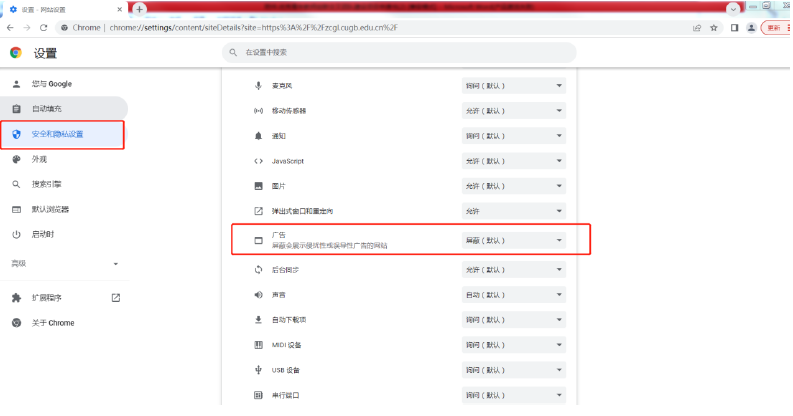 设置 - 网站设置
Chrome | chrome://settings/content/siteDetails?site=https%3A%2F%2Fzcgl.cugb.edu.cn%2F
更新
设置
在设置中搜索
您与 Google
自动填充
安全和隐私设置
外观
搜索引擎
默认浏览器
启动时
高级
扩展程序
关于 Chrome
麦克风
询问（默认）
移动传感器
允许（默认）
通知
询问（默认）
JavaScript
允许（默认）
图片
允许（默认）
弹出式窗口和重定向
允许
广告
屏蔽会展示侵扰性或误导性广告的网站
屏蔽（默认）
后台同步
允许（默认）
声音
自动（默认）
自动下载项
询问（默认）
MIDI 设备
询问（默认）
USB 设备
询问（默认）
串行端口
询问（默认）